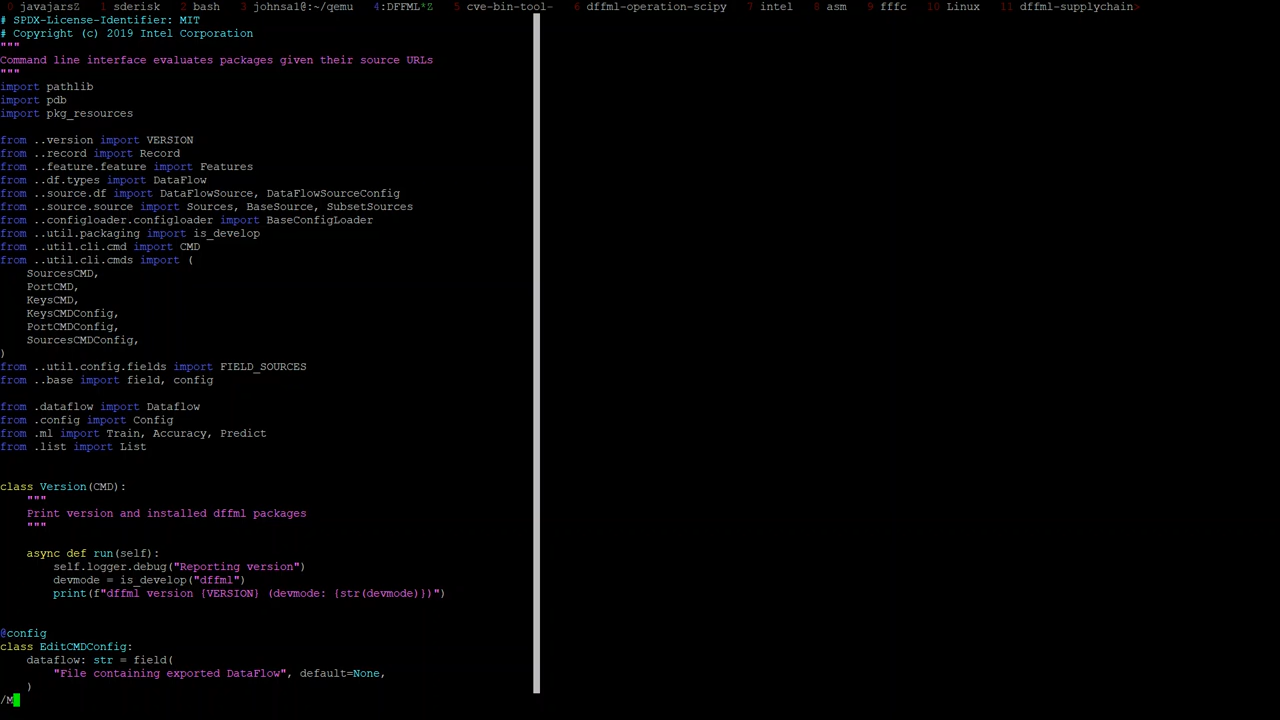 0 javajarsZ 1 sderisk 2 bash 3 johnsal@:~/qemu 4:DFFML*Z 5 cve-bin-tool- 6 dffml-operation-scipy 7 intel 8 asm 9 fffc 10 Linux 11 dffml-supplychain>
# SPDX-License-Identifier: MIT
# Copyright (c) 2019 Intel Corporation
"""
Command line interface evaluates packages given their source URLs
"""
import pathlib
import pdb
import pkg_resources

from ..version import VERSION
from ..record import Record
from ..feature.feature import Features
from ..df.types import DataFlow
from ..source.df import DataFlowSource, DataFlowSourceConfig
from ..source.source import Sources, BaseSource, SubsetSources
from ..configloader.configloader import BaseConfigLoader
from ..util.packaging import is_develop
from ..util.cli.cmd import CMD
from ..util.cli.cmds import (
    SourcesCMD,
    PortCMD,
    KeysCMD,
    KeysCMDConfig,
    PortCMDConfig,
    SourcesCMDConfig,
)
from ..util.config.fields import FIELD_SOURCES
from ..base import field, config

from .dataflow import Dataflow
from .config import Config
from .ml import Train, Accuracy, Predict
from .list import List


class Version(CMD):
    """
    Print version and installed dffml packages
    """

    async def run(self):
        self.logger.debug("Reporting version")
        devmode = is_develop("dffml")
        print(f"dffml version {VERSION} (devmode: {str(devmode)})")


@config
class EditCMDConfig:
    dataflow: str = field(
        "File containing exported DataFlow", default=None,
    )
/M